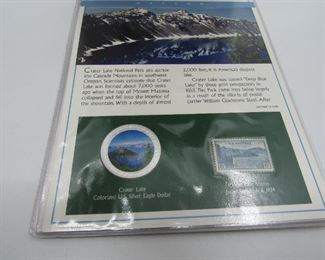 Crater Lake National Park sits across
the Cascade Mountains in southwest
Oregon. Scientists estimate that Crater
Lake was formed about 7,000 years
ago when the top of Mount Mazama
collapsed and fell into the interior of
the mountain. With a depth of almost
2,000 feet, it is America's deepest
lake.
Crater Lake was named "Deep Blue
Lake" by three gold prospectors in
1853. The Park came into being largely
as a result of the efforts of postal
carrier William Gladstone Steel. After
Crater Lake
Colorized U.S. Silver Eagle Dollar